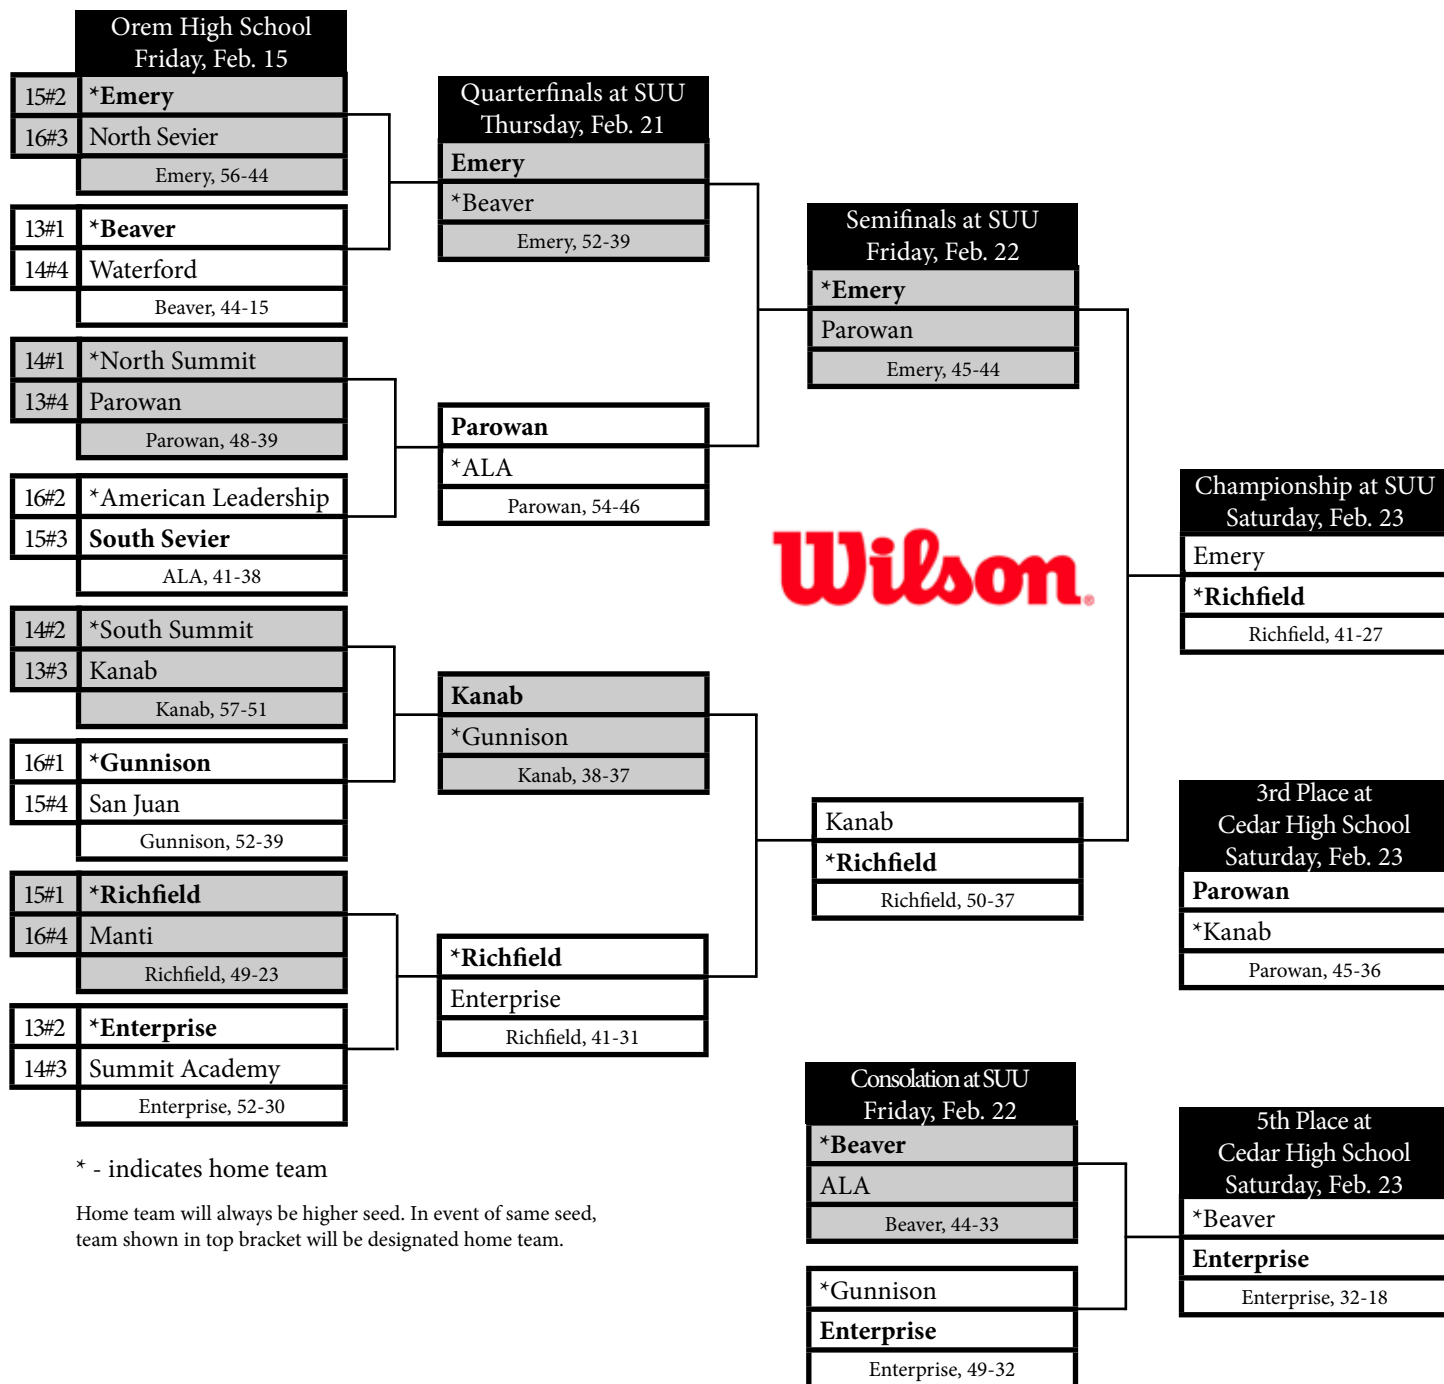 Orem High School
Friday, Feb. 15
15#2 *Emery
16#3 North Sevier
Emery, 56-44
13#1 *Beaver
14#4 Waterford
Beaver, 44-15
14#1 *North Summit
13#4 Parowan
Parowan, 48-39
16#2 *American Leadership
15#3 South Sevier
ALA, 41-38
14#2 *South Summit
13#3 Kanab
Kanab, 57-51
16#1 *Gunnison
15#4 San Juan
Gunnison, 52-39
15#1 *Richfield
16#4 Manti
Richfield, 49-23
13#2 *Enterprise
14#3 Summit Academy
Enterprise, 52-30
* - indicates home team
Home team will always be higher seed. In event of same seed,
team shown in top bracket will be designated home team.
Quarterfinals at SUU
Thursday, Feb. 21
Emery
*Beaver
Emery, 52-39
Parowan
*ALA
Parowan, 54-46
Kanab
*Gunnison
Kanab, 38-37
*Richfield
Enterprise
Richfield, 41-31
Semifinals at SUU
Friday, Feb. 22
*Emery
Parowan
Emery, 45-44
Wilson®
Kanab
*Richfield
Richfield, 50-37
Consolation at SUU
Friday, Feb. 22
*Beaver
ALA
Beaver, 44-33
*Gunnison
Enterprise
Enterprise, 49-32
Championship at SUU
Saturday, Feb. 23
Emery
*Richfield
Richfield, 41-27
3rd Place at
Cedar High School
Saturday, Feb. 23
Parowan
*Kanab
Parowan, 45-36
5th Place at
Cedar High School
Saturday, Feb. 23
*Beaver
Enterprise
Enterprise, 32-18